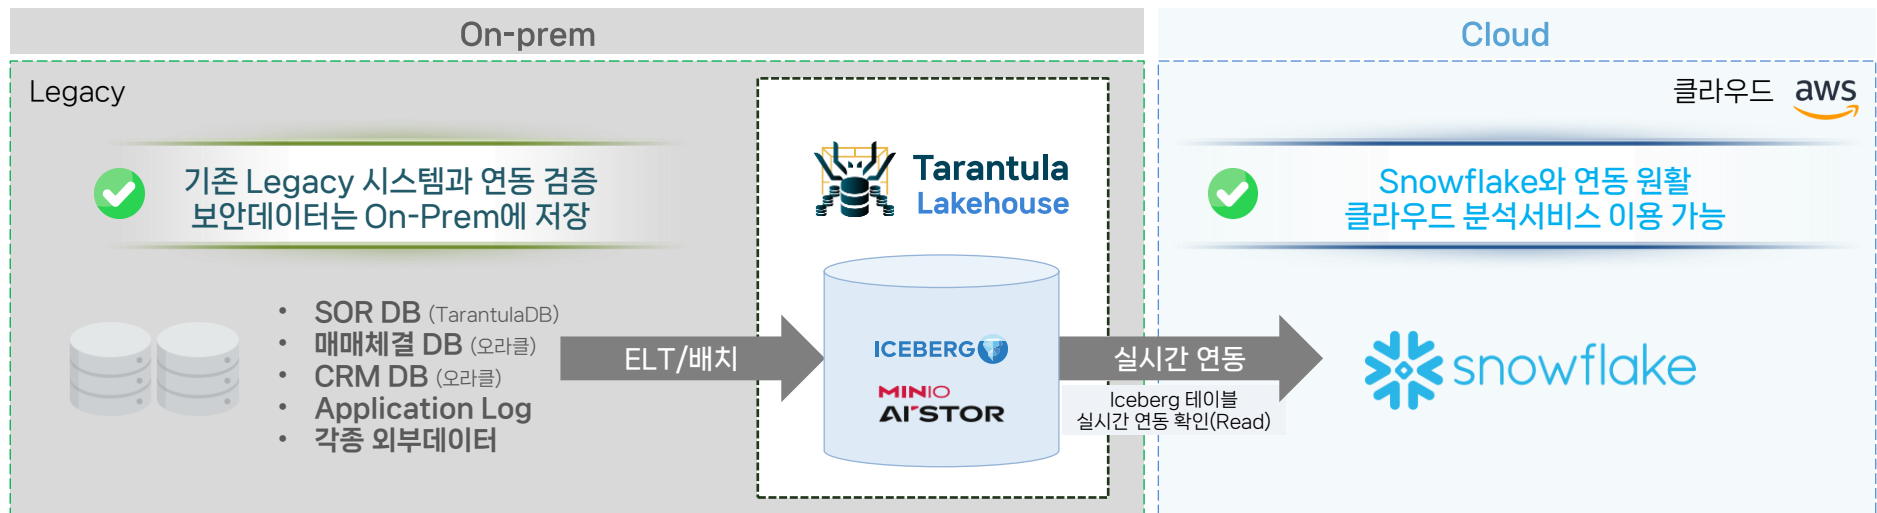 On-prem
Cloud
Legacy
클라우드 aws
기존 Legacy 시스템과 연동 검증
보안데이터는 On-Prem에 저장
Tarantula
Lakehouse
Snowflake와 연동 원활
클라우드 분석서비스 이용 가능
• SOR DB (TarantulaDB)
• 매매체결 DB (오라클)
• CRM DB (오라클)
• Application Log
• 각종 외부데이터
ELT/배치
ICEBERG
MINIO
AISTOR
실시간 연동
Iceberg 테이블
실시간 연동 확인(Read)
snowflake